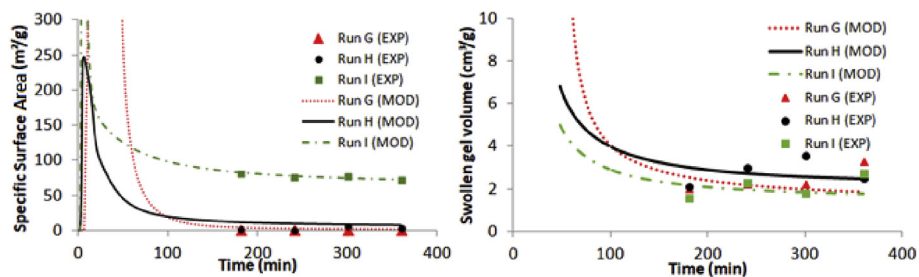 Specific Surface Area (m²/g)
300
250
200
150
100
50
0
0
100
200
300
400
Time (min)
Run G (EXP)
Run H (EXP)
Run I (EXP)
Run G (MOD)
Run H (MOD)
Run I (MOD)
Swollen gel volume (cm³/g)
10
8
6
4
2
0
0
100
200
300
400
Time (min)
Run G (MOD)
Run H (MOD)
Run I (MOD)
Run G (EXP)
Run H (EXP)
Run I (EXP)